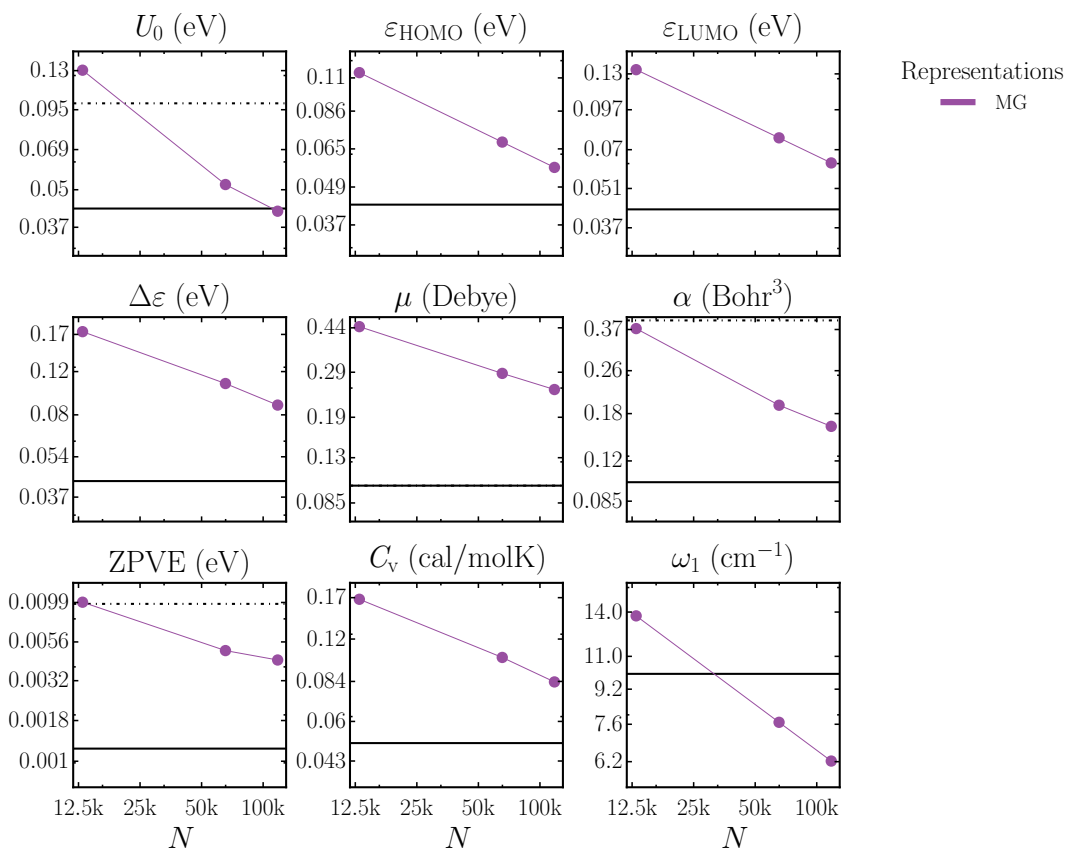 U₀ (eV)
ε_HOMO (eV)
ε_LUMO (eV)
Representations
MG
0.13
0.095
0.069
0.05
0.037
0.11
0.086
0.065
0.049
0.037
0.13
0.097
0.07
0.051
0.037
Δε (eV)
μ (Debye)
α (Bohr³)
0.17
0.12
0.08
0.054
0.037
0.44
0.29
0.19
0.13
0.085
0.37
0.26
0.18
0.12
0.085
ZPVE (eV)
C_v (cal/molK)
ω₁ (cm⁻¹)
0.0099
0.0056
0.0032
0.0018
0.001
0.17
0.12
0.084
0.06
0.043
14.0
11.0
9.2
7.6
6.2
12.5k 25k 50k 100k
12.5k 25k 50k 100k
12.5k 25k 50k 100k
N
N
N